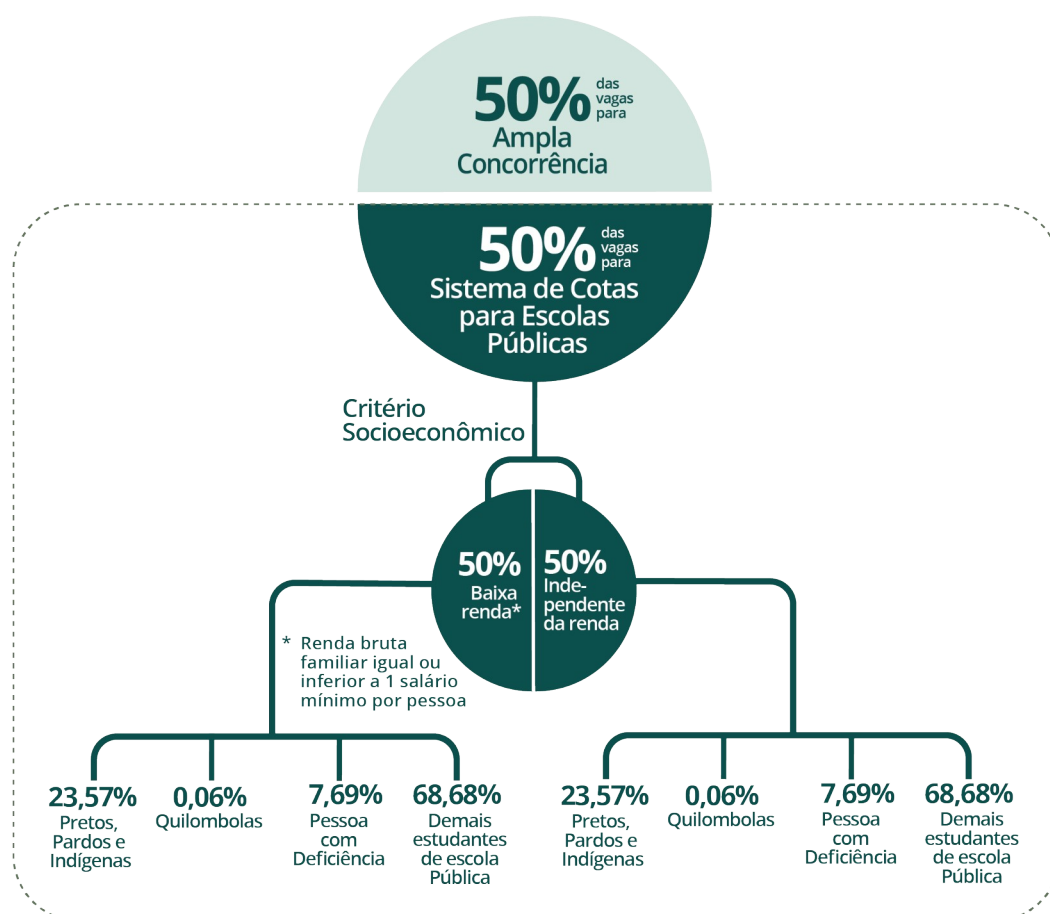 50% das
vagas
para
Ampla
Concorrência
50% das
vagas
para
Sistema de Cotas
para Escolas
Públicas
Critério
Socioeconômico
50%
Baixa
renda*
50%
Inde-
pendente
da renda
* Renda bruta
familiar igual ou
inferior a 1 salário
mínimo por pessoa
23,57%
Pretos,
Pardos e
Indígenas
0,06%
Quilombolas
7,69%
Pessoa
com
Deficiência
68,68%
Demais
estudantes
de escola
Pública
23,57%
Pretos,
Pardos e
Indígenas
0,06%
Quilombolas
7,69%
Pessoa
com
Deficiência
68,68%
Demais
estudantes
de escola
Pública